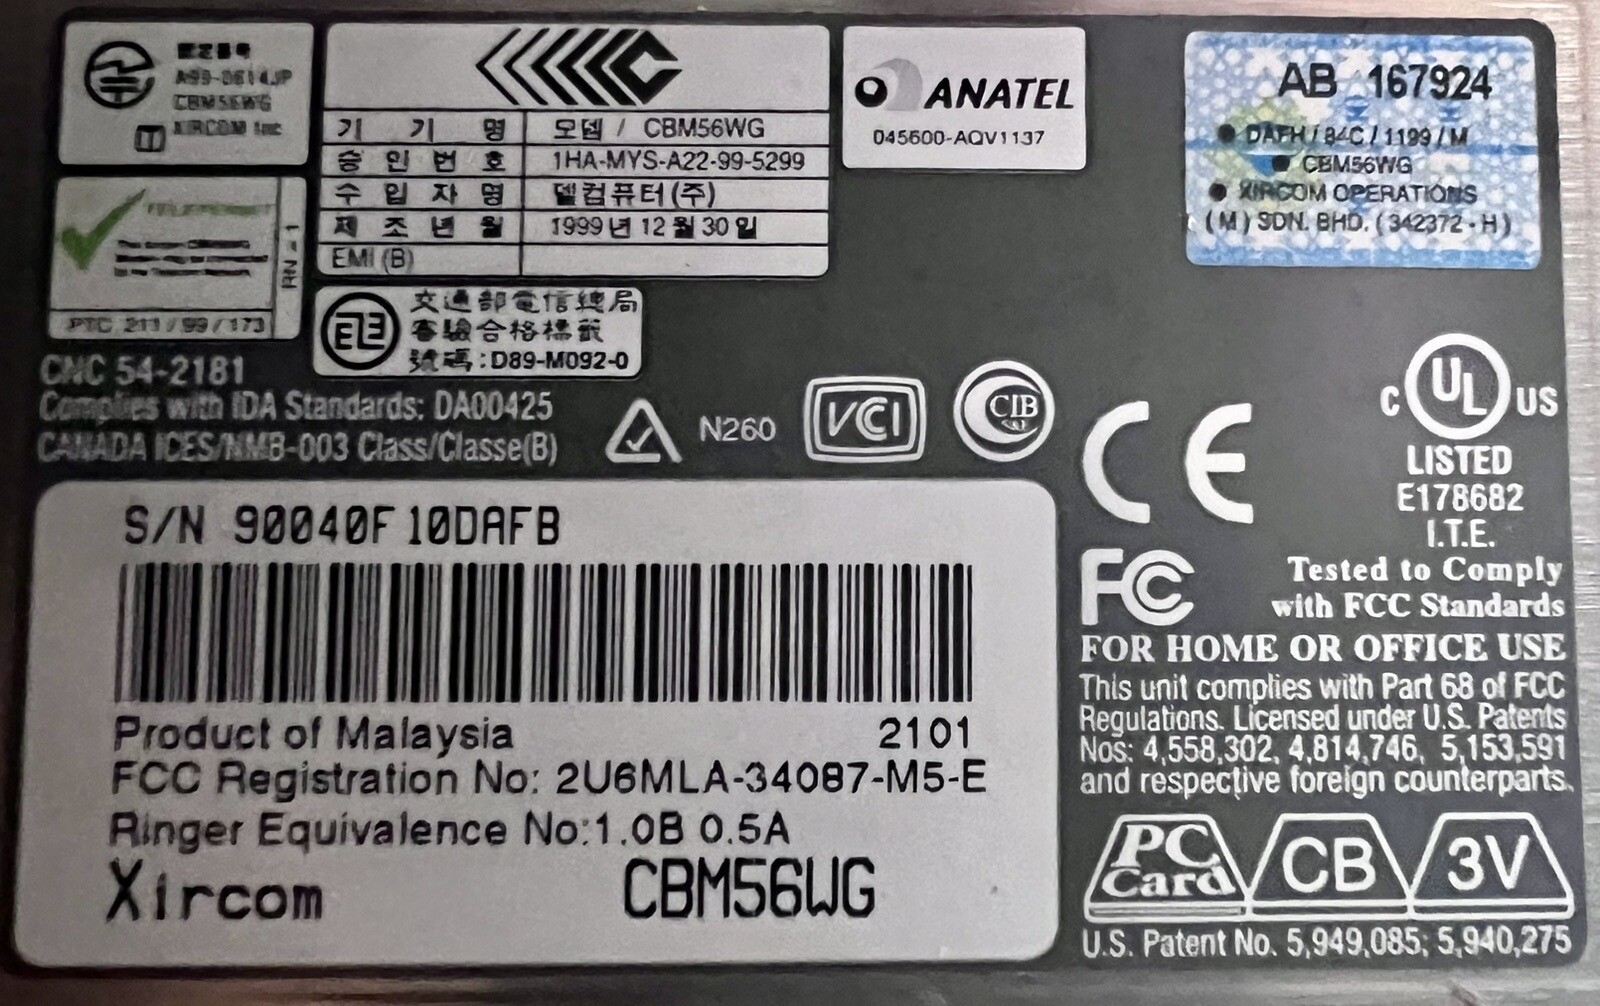 認定番号
A99-0614JP
CBM56WG
XIRCOM Inc
T
기기명 모뎀 / CBM56WG
승인번호 1HA-MYS-A22-99-5299
수입자명 델컴퓨터(주)
제조년월 1999년 12월 30일
EMI (B)
ANATEL
045600-AQV1137
AB 167924
DAFH / 84C / 1199 / M
CBM56WG
XIRCOM OPERATIONS
(M) SDN. BHD. (342372-H)
TELEPERMIT
RN = 1
PTC 211 / 99 / 173
交通部電信總局
審驗合格標籤
號碼:D89-M092-0
CNC 54-2181
Complies with IDA Standards: DA00425
CANADA ICES/NMB-003 Class/Classe(B)
N260
VCI
CIB
CE
C UL US
LISTED
E178682
I.T.E.
FC
Tested to Comply
with FCC Standards
FOR HOME OR OFFICE USE
This unit complies with Part 68 of FCC
Regulations. Licensed under U.S. Patents
Nos: 4,558,302, 4,814,746, 5,153,591
and respective foreign counterparts.
PC Card CB 3V
U.S. Patent No. 5,949,085; 5,940,275
S/N 90040F10DAFB
Product of Malaysia 2101
FCC Registration No: 2U6MLA-34087-M5-E
Ringer Equivalence No:1.0B 0.5A
Xircom CBM56WG